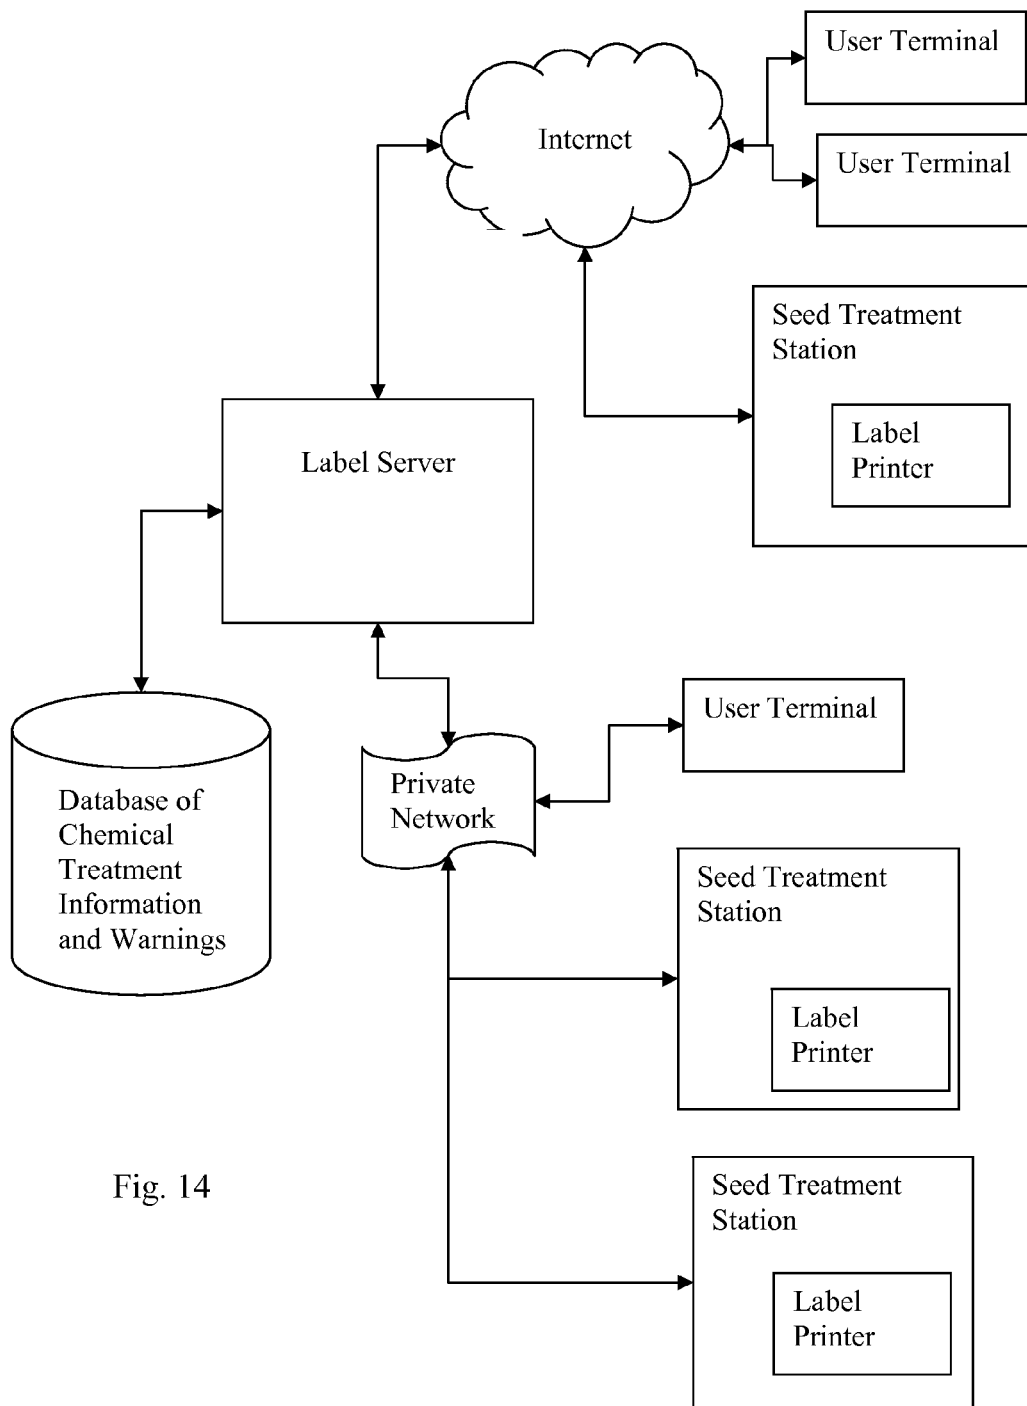 User Terminal
Internet
User Terminal
Seed Treatment
Station
Label
Printer
Label Server
User Terminal
Private
Network
Database of
Chemical
Treatment
Information
and Warnings
Seed Treatment
Station
Label
Printer
Fig. 14
Seed Treatment
Station
Label
Printer